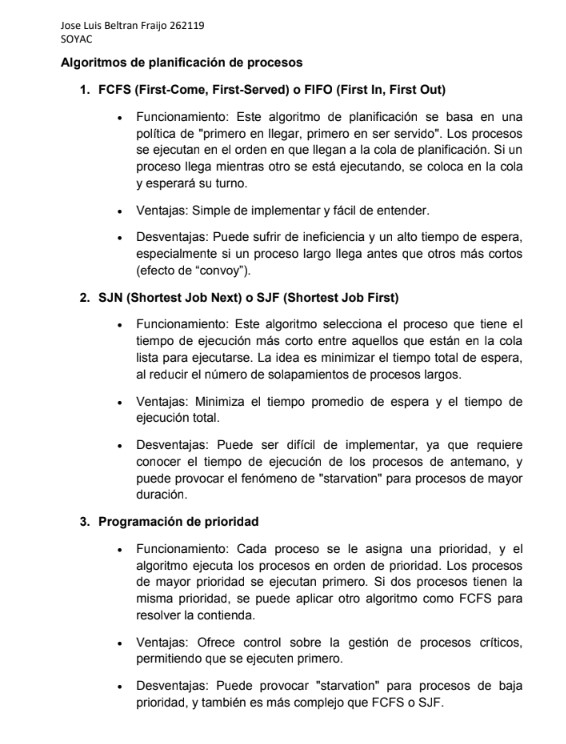 Jose Luis Beltran Fraijo 262119
SOYAC
Algoritmos de planificación de procesos
1. FCFS (First-Come, First-Served) o FIFO (First In, First Out)
• Funcionamiento: Este algoritmo de planificación se basa en una
política de "primero en llegar, primero en ser servido". Los procesos
se ejecutan en el orden en que llegan a la cola de planificación. Si un
proceso llega mientras otro se está ejecutando, se coloca en la cola
y esperará su turno.
• Ventajas: Simple de implementar y fácil de entender.
• Desventajas: Puede sufrir de ineficiencia y un alto tiempo de espera,
especialmente si un proceso largo llega antes que otros más cortos
(efecto de “convoy”).
2. SJN (Shortest Job Next) o SJF (Shortest Job First)
• Funcionamiento: Este algoritmo selecciona el proceso que tiene el
tiempo de ejecución más corto entre aquellos que están en la cola
lista para ejecutarse. La idea es minimizar el tiempo total de espera,
al reducir el número de solapamientos de procesos largos.
• Ventajas: Minimiza el tiempo promedio de espera y el tiempo de
ejecución total.
• Desventajas: Puede ser difícil de implementar, ya que requiere
conocer el tiempo de ejecución de los procesos de antemano, y
puede provocar el fenómeno de "starvation" para procesos de mayor
duración.
3. Programación de prioridad
• Funcionamiento: Cada proceso se le asigna una prioridad, y el
algoritmo ejecuta los procesos en orden de prioridad. Los procesos
de mayor prioridad se ejecutan primero. Si dos procesos tienen la
misma prioridad, se puede aplicar otro algoritmo como FCFS para
resolver la contienda.
• Ventajas: Ofrece control sobre la gestión de procesos críticos,
permitiendo que se ejecuten primero.
• Desventajas: Puede provocar "starvation" para procesos de baja
prioridad, y también es más complejo que FCFS o SJF.